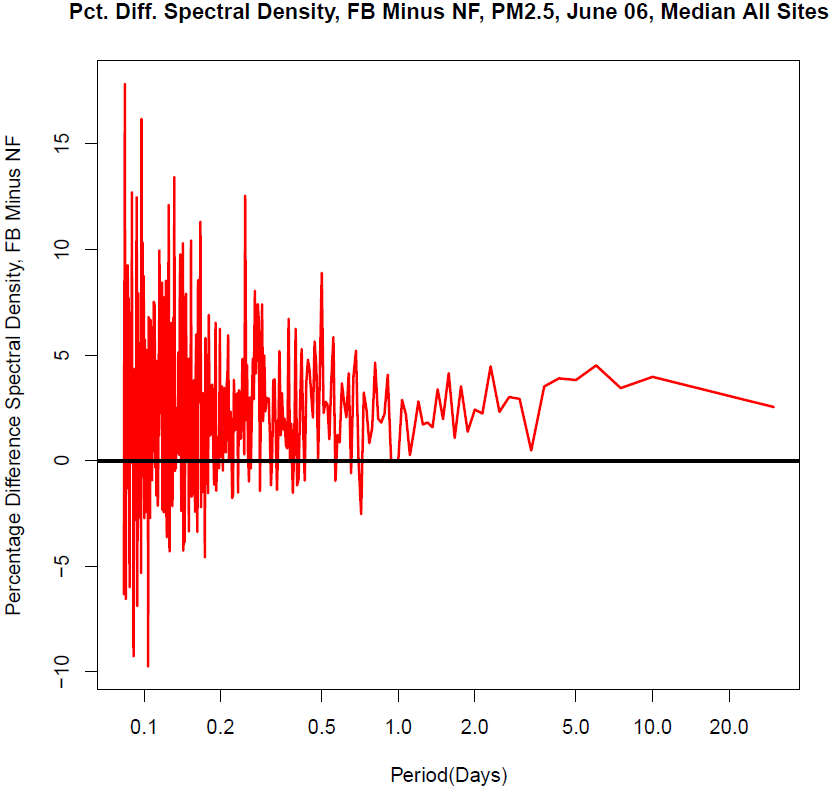 Pct. Diff. Spectral Density, FB Minus NF, PM2.5, June 06, Median All Sites
Percentage Difference Spectral Density, FB Minus NF
15
10
5
0
−5
−10
0.1 0.2 0.5 1.0 2.0 5.0 10.0 20.0
Period(Days)